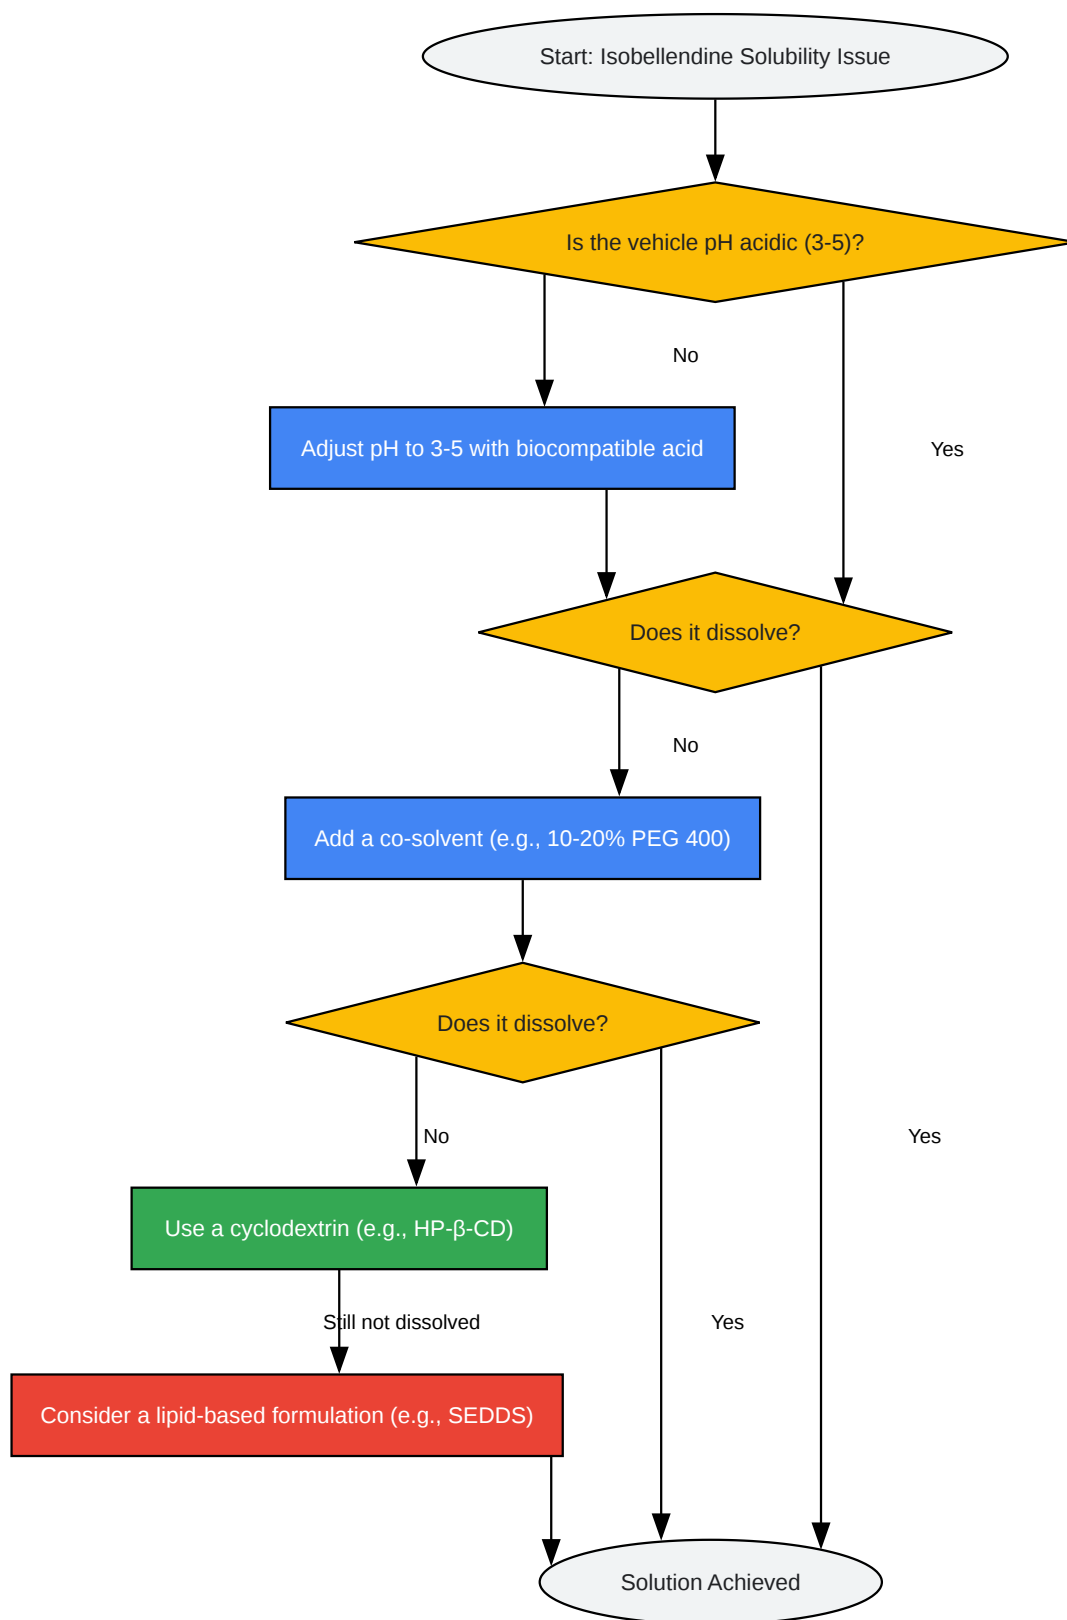 Start: Isobellendine Solubility Issue
Is the vehicle pH acidic (3-5)?
No
Adjust pH to 3-5 with biocompatible acid
Yes
Does it dissolve?
No
Add a co-solvent (e.g., 10-20% PEG 400)
Does it dissolve?
No
Yes
Use a cyclodextrin (e.g., HP-β-CD)
Still not dissolved
Yes
Consider a lipid-based formulation (e.g., SEDDS)
Solution Achieved